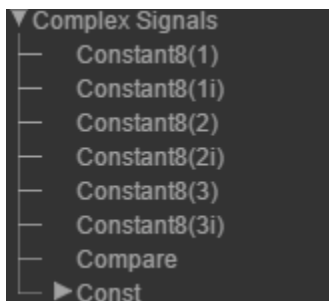 Complex Signals
Constant8(1)
Constant8(1i)
Constant8(2)
Constant8(2i)
Constant8(3)
Constant8(3i)
Compare
Const